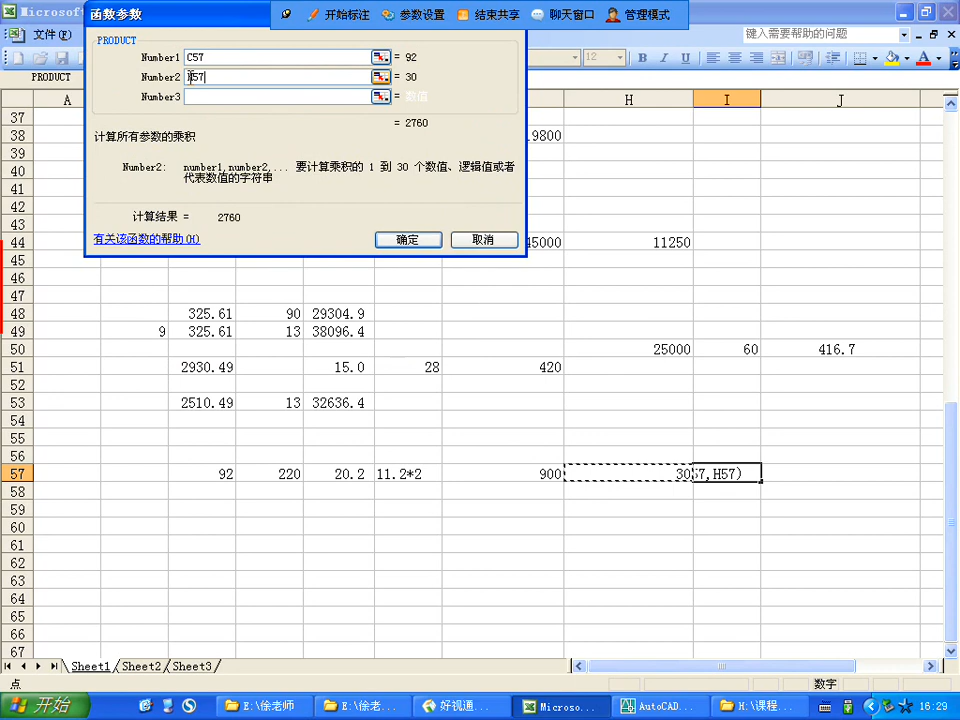 Microsof
函数参数
开始标注 参数设置 结束共享 聊天窗口 管理模式
文件(F)
键入需要帮助的问题
PRODUCT
Number1 C57 = 92
Number2 H57 = 30
Number3 = 数值
= 2760
计算所有参数的乘积
Number2: number1,number2,... 要计算乘积的 1 到 30 个数值、逻辑值或者
代表数值的字符串
计算结果 = 2760
有关该函数的帮助(H) 确定 取消
PRODUCT 12 B I U
A H I J
37
38 .9800
39
40
41
42
43
44 45000 11250
45
46
47
48 325.61 90 29304.9
49 9 325.61 13 38096.4
50 25000 60 416.7
51 2930.49 15.0 28 420
52
53 2510.49 13 32636.4
54
55
56
57 92 220 20.2 11.2*2 900 30 57,H57)
58
59
60
61
62
63
64
65
66
67
Sheet1 Sheet2 Sheet3
点 数字
开始 E:\徐老师 E:\徐老... 好视通... Microso... AutoCAD... H:\课程... 16:29